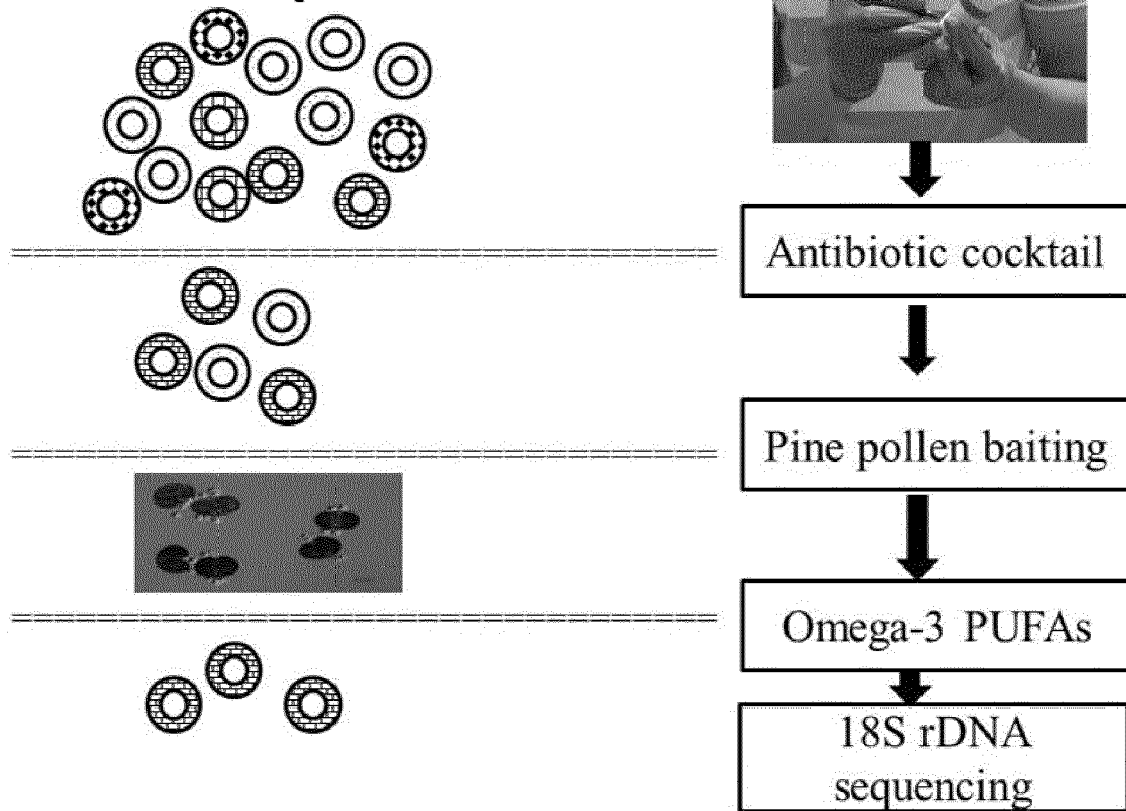 Antibiotic cocktail
Pine pollen baiting
Omega-3 PUFAs
18S rDNA
sequencing